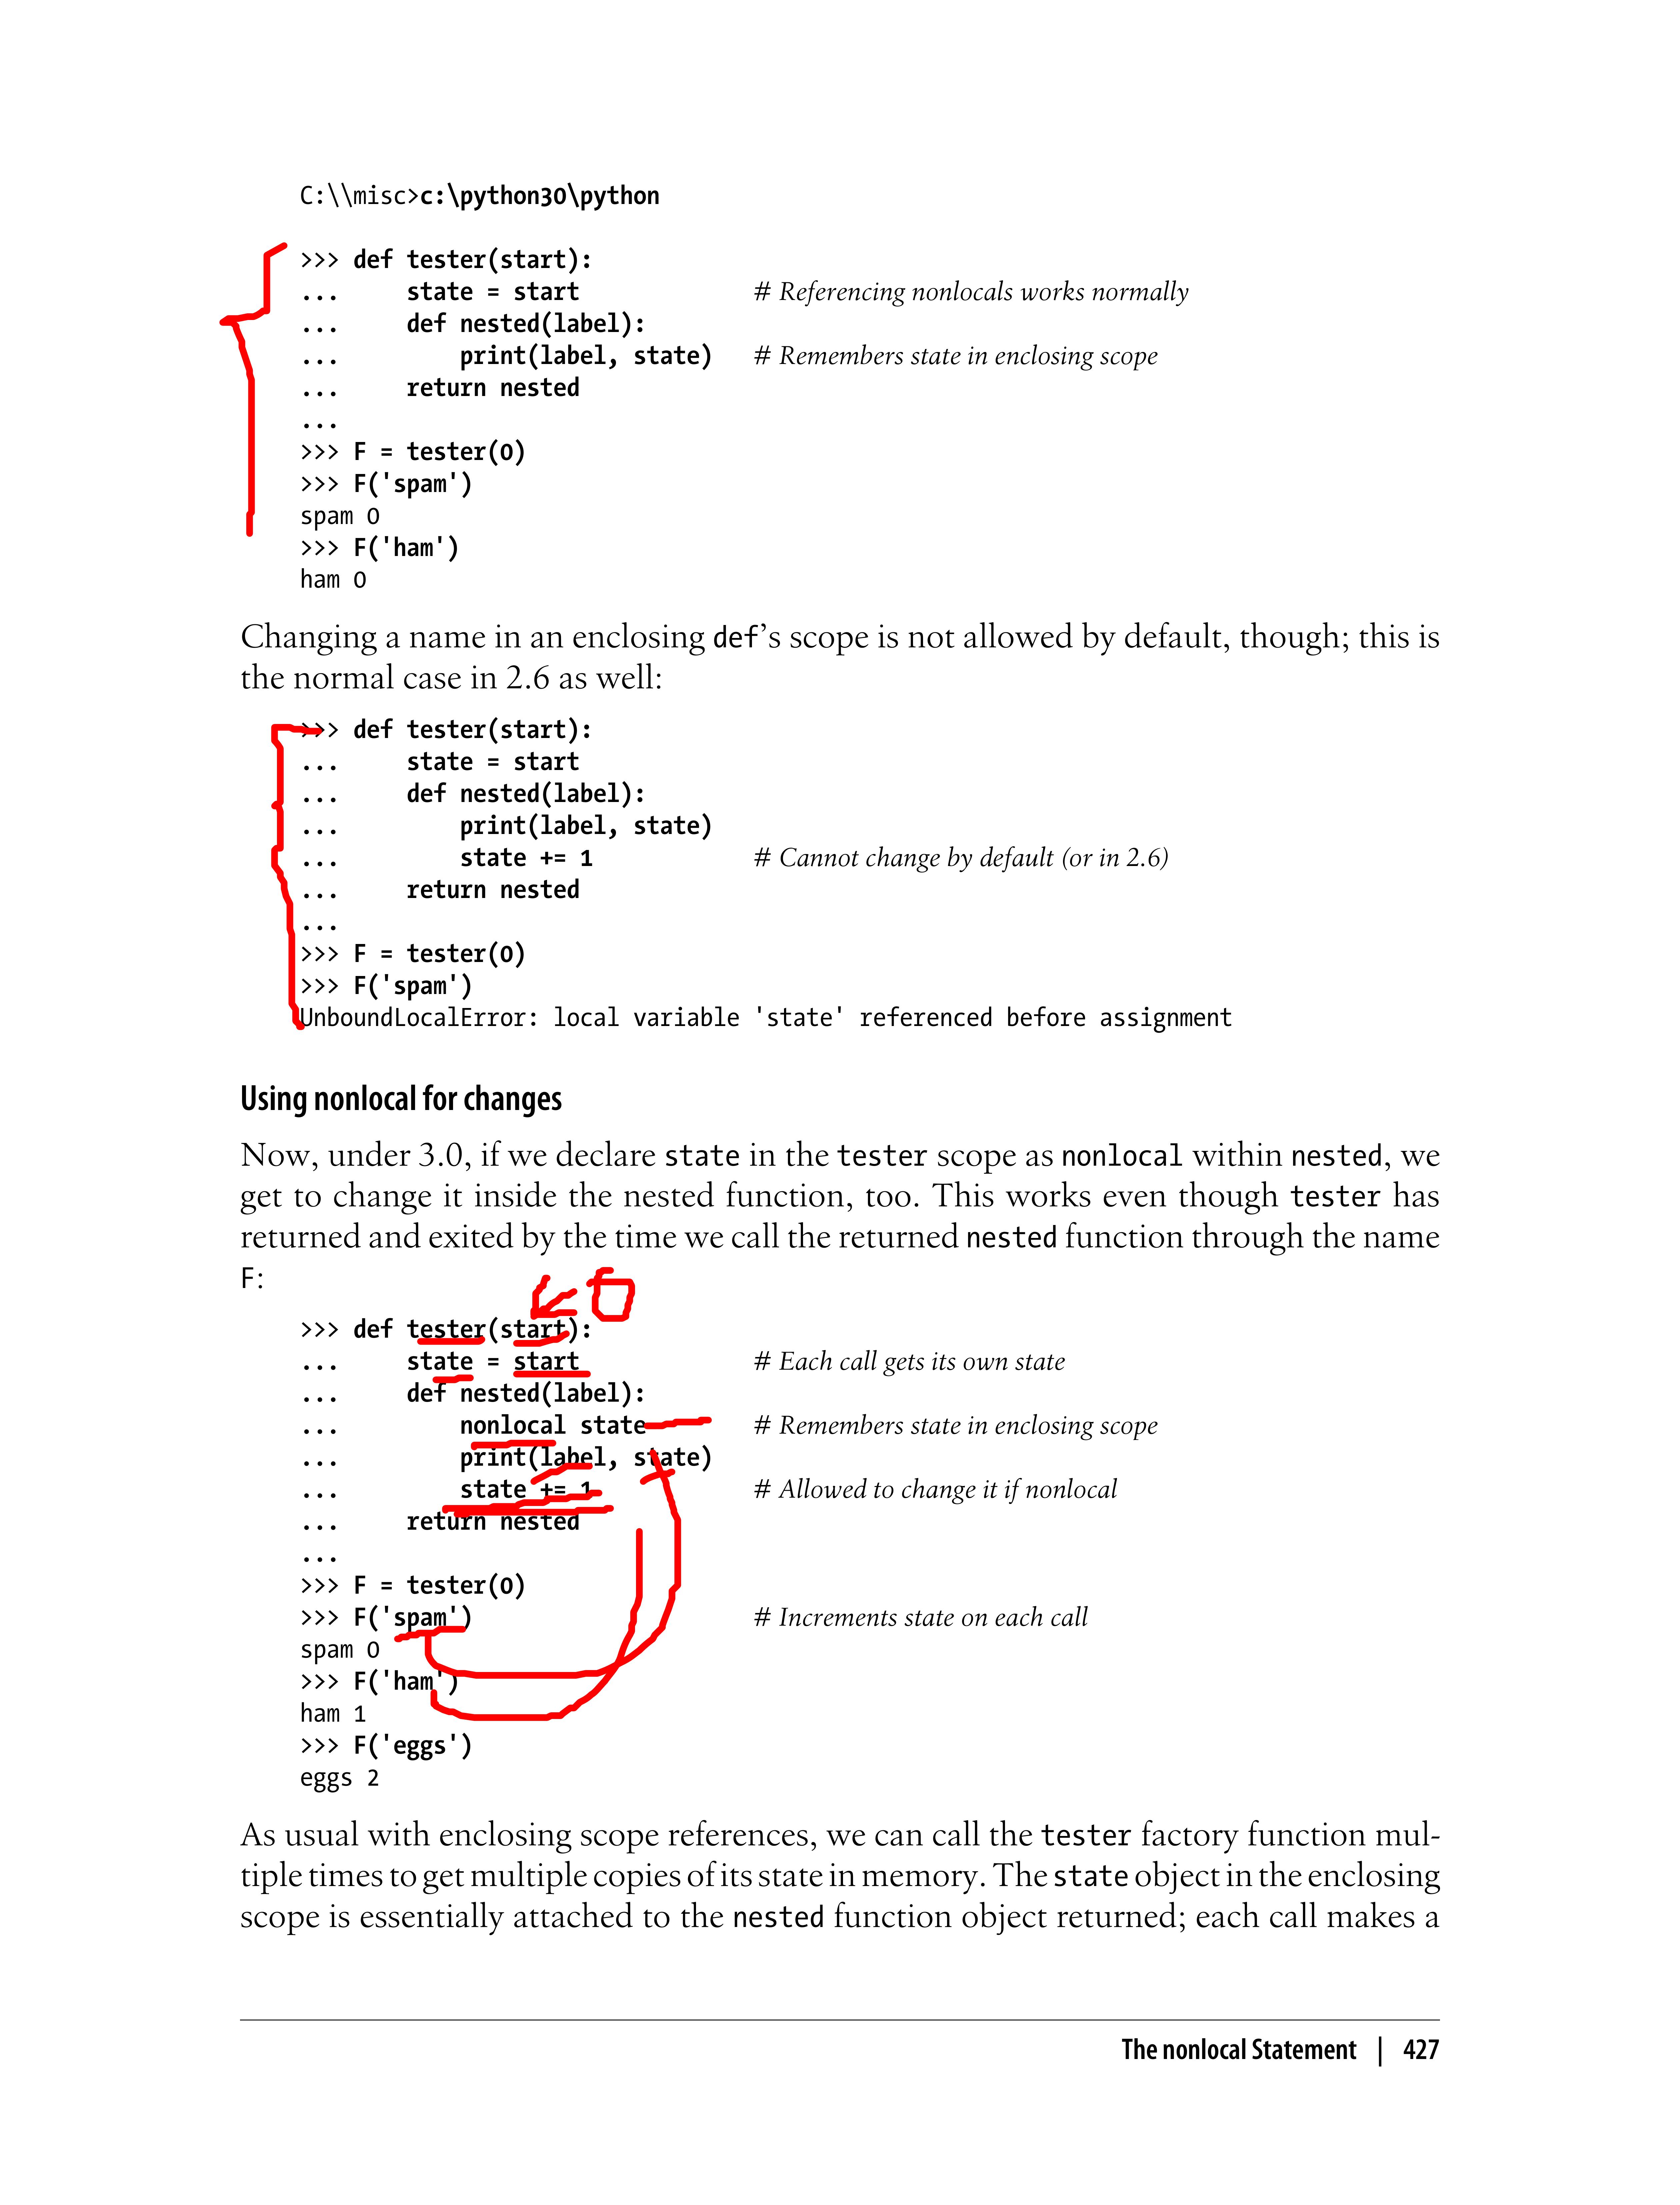 C:\\misc>c:\python30\python
>>> def tester(start):
...     state = start             # Referencing nonlocals works normally
...     def nested(label):
...         print(label, state)   # Remembers state in enclosing scope
...     return nested
...
>>> F = tester(0)
>>> F('spam')
spam 0
>>> F('ham')
ham 0
Changing a name in an enclosing def’s scope is not allowed by default, though; this is
the normal case in 2.6 as well:
>>> def tester(start):
...     state = start
...     def nested(label):
...         print(label, state)
...         state += 1            # Cannot change by default (or in 2.6)
...     return nested
...
>>> F = tester(0)
>>> F('spam')
UnboundLocalError: local variable 'state' referenced before assignment
Using nonlocal for changes
Now, under 3.0, if we declare state in the tester scope as nonlocal within nested, we
get to change it inside the nested function, too. This works even though tester has
returned and exited by the time we call the returned nested function through the name
F:
>>> def tester(start):
...     state = start             # Each call gets its own state
...     def nested(label):
...         nonlocal state        # Remembers state in enclosing scope
...         print(label, state)
...         state += 1            # Allowed to change it if nonlocal
...     return nested
...
>>> F = tester(0)
>>> F('spam')                     # Increments state on each call
spam 0
>>> F('ham')
ham 1
>>> F('eggs')
eggs 2
As usual with enclosing scope references, we can call the tester factory function mul-
tiple times to get multiple copies of its state in memory. The state object in the enclosing
scope is essentially attached to the nested function object returned; each call makes a
The nonlocal Statement | 427